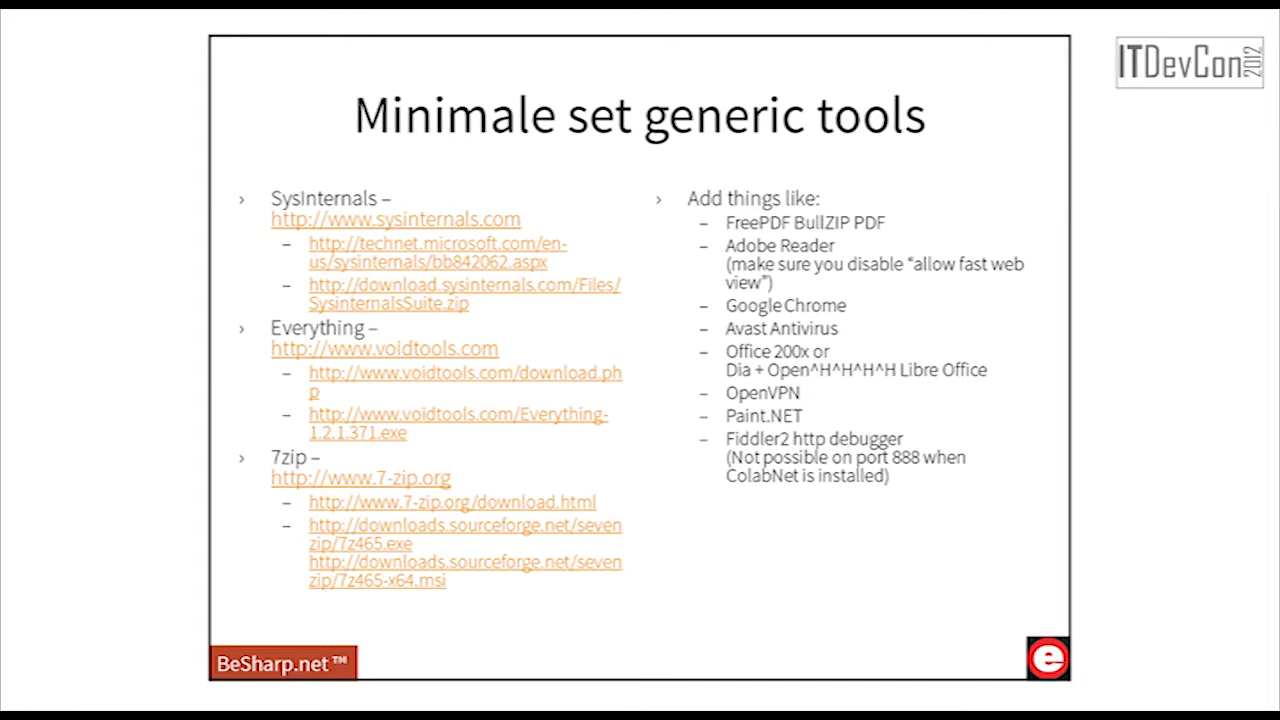 ITDevCon 2012
Minimale set generic tools
› SysInternals –
http://www.sysinternals.com
– http://technet.microsoft.com/en-
us/sysinternals/bb842062.aspx
– http://download.sysinternals.com/Files/
SysinternalsSuite.zip
› Everything –
http://www.voidtools.com
– http://www.voidtools.com/download.ph
p
– http://www.voidtools.com/Everything-
1.2.1.371.exe
› 7zip –
http://www.7-zip.org
– http://www.7-zip.org/download.html
– http://downloads.sourceforge.net/seven
zip/7z465.exe
http://downloads.sourceforge.net/seven
zip/7z465-x64.msi
› Add things like:
– FreePDF BullZIP PDF
– Adobe Reader
(make sure you disable “allow fast web
view”)
– Google Chrome
– Avast Antivirus
– Office 200x or
Dia + Open^H^H^H^H Libre Office
– OpenVPN
– Paint.NET
– Fiddler2 http debugger
(Not possible on port 888 when
ColabNet is installed)
BeSharp.net™
e